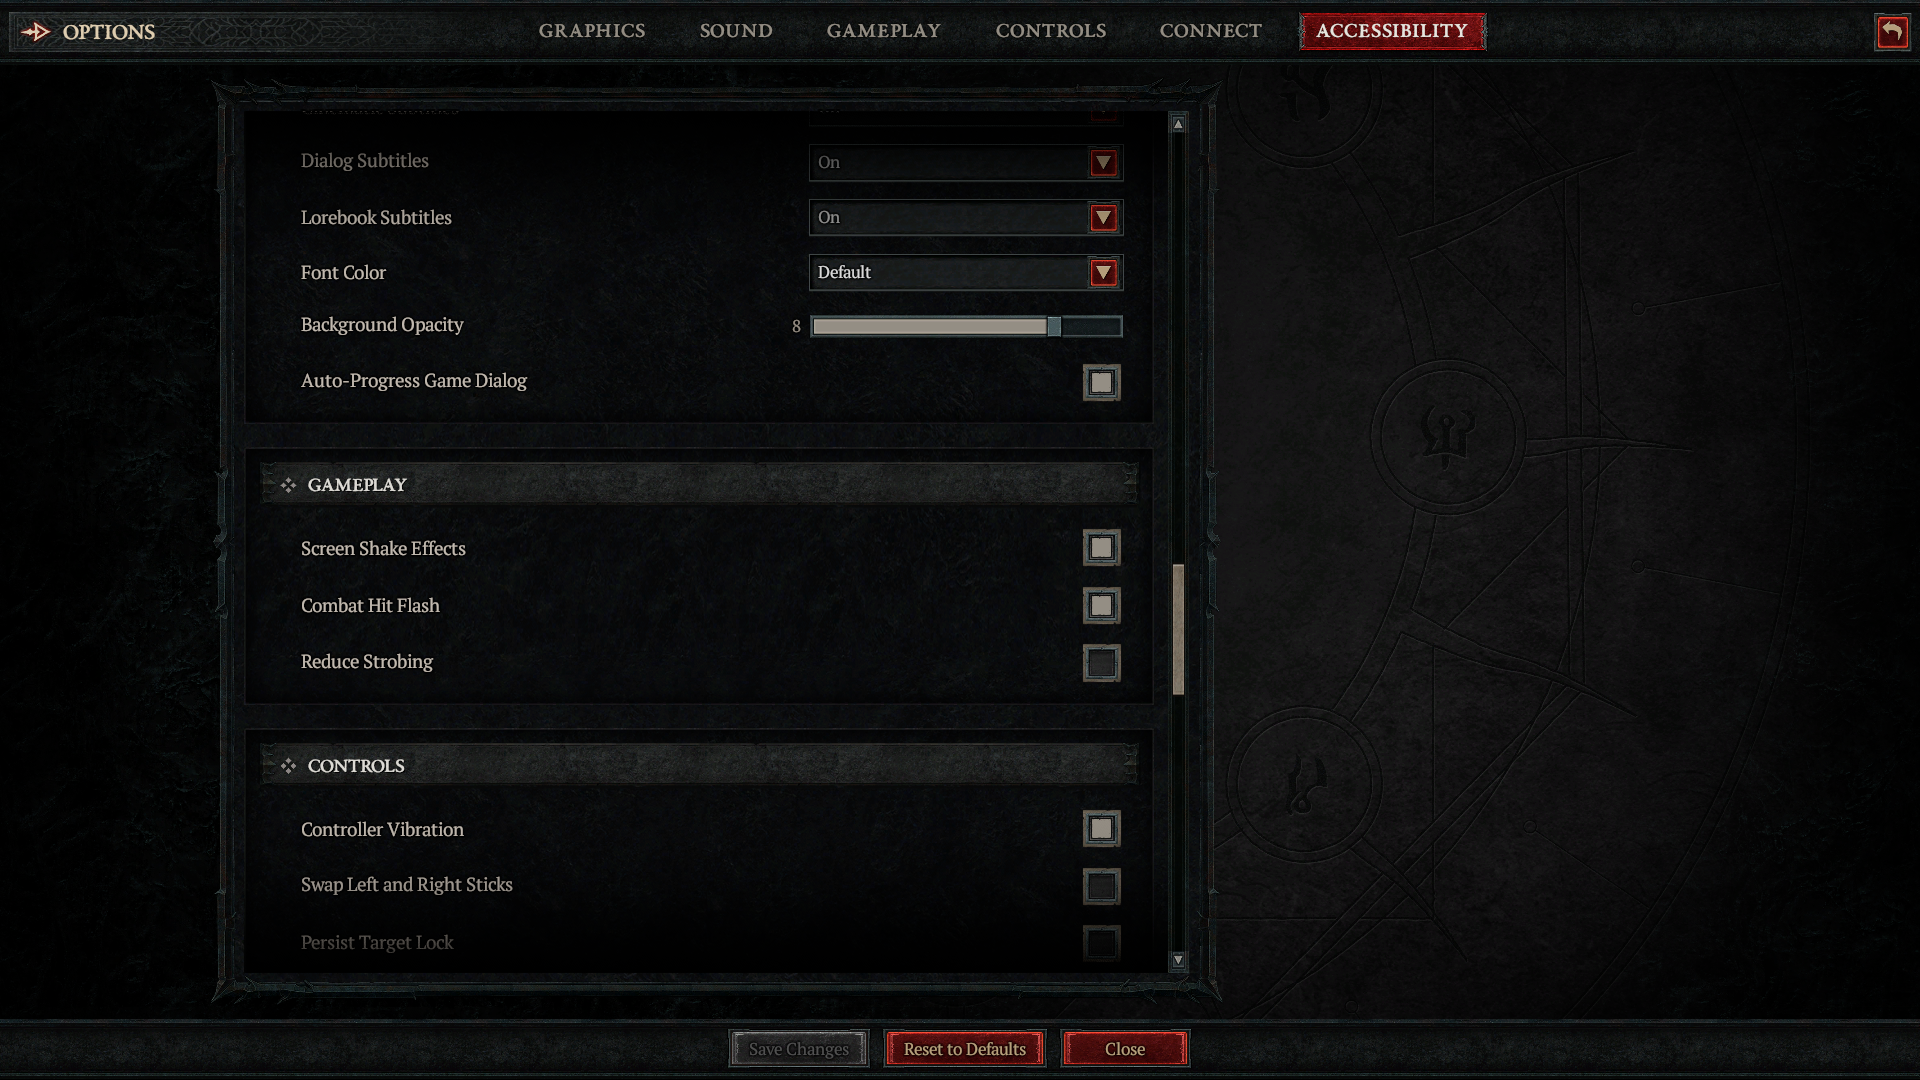 OPTIONS
GRAPHICS
SOUND
GAMEPLAY
CONTROLS
CONNECT
ACCESSIBILITY
Dialog Subtitles
On
Lorebook Subtitles
On
Font Color
Default
Background Opacity
8
Auto-Progress Game Dialog
GAMEPLAY
Screen Shake Effects
Combat Hit Flash
Reduce Strobing
CONTROLS
Controller Vibration
Swap Left and Right Sticks
Persist Target Lock
Save Changes
Reset to Defaults
Close